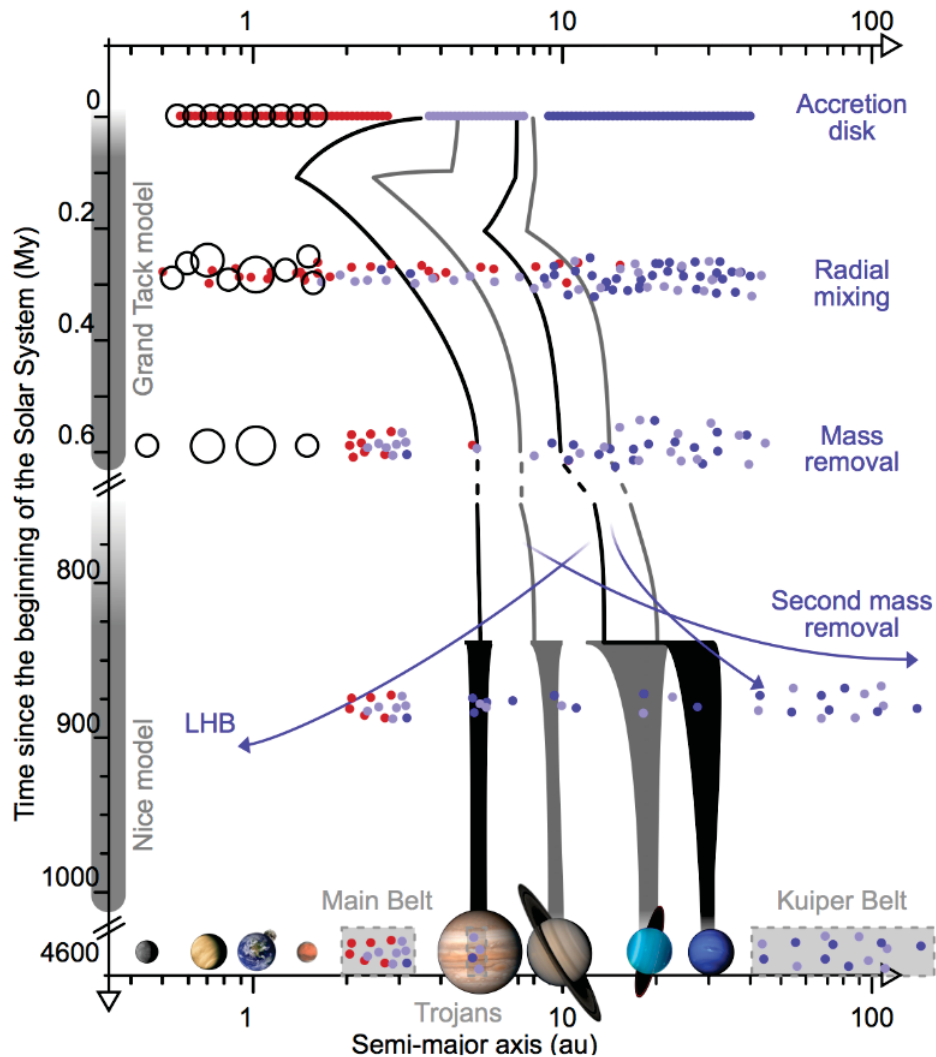 1 10 100
0
Accretion
disk
0.2
Radial
mixing
0.4
Grand Tack model
0.6
Mass
removal
Time since the beginning of the Solar System (My)
800
Second mass
removal
LHB
900
Nice model
1000
Main Belt
Kuiper Belt
4600
Trojans
1 10 100
Semi-major axis (au)